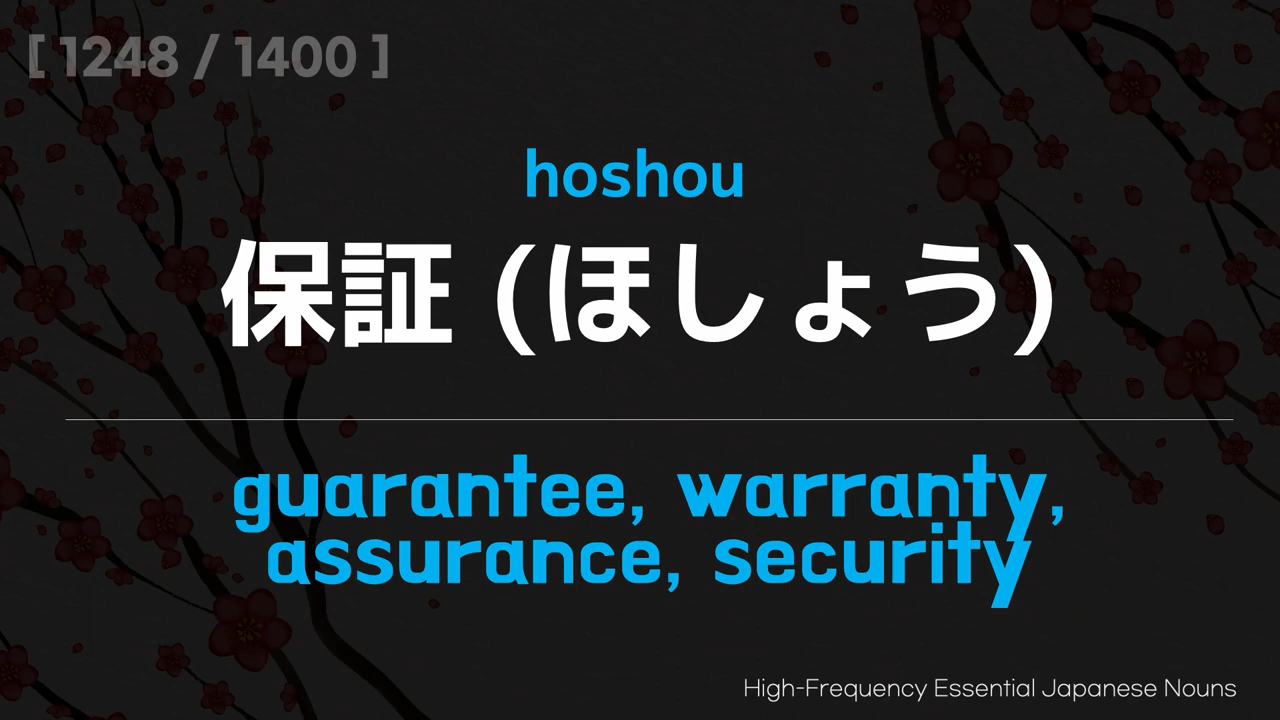 [ 1248 / 1400 ]
hoshou
保証 (ほしょう)
guarantee, warranty,
assurance, security
High-Frequency Essential Japanese Nouns